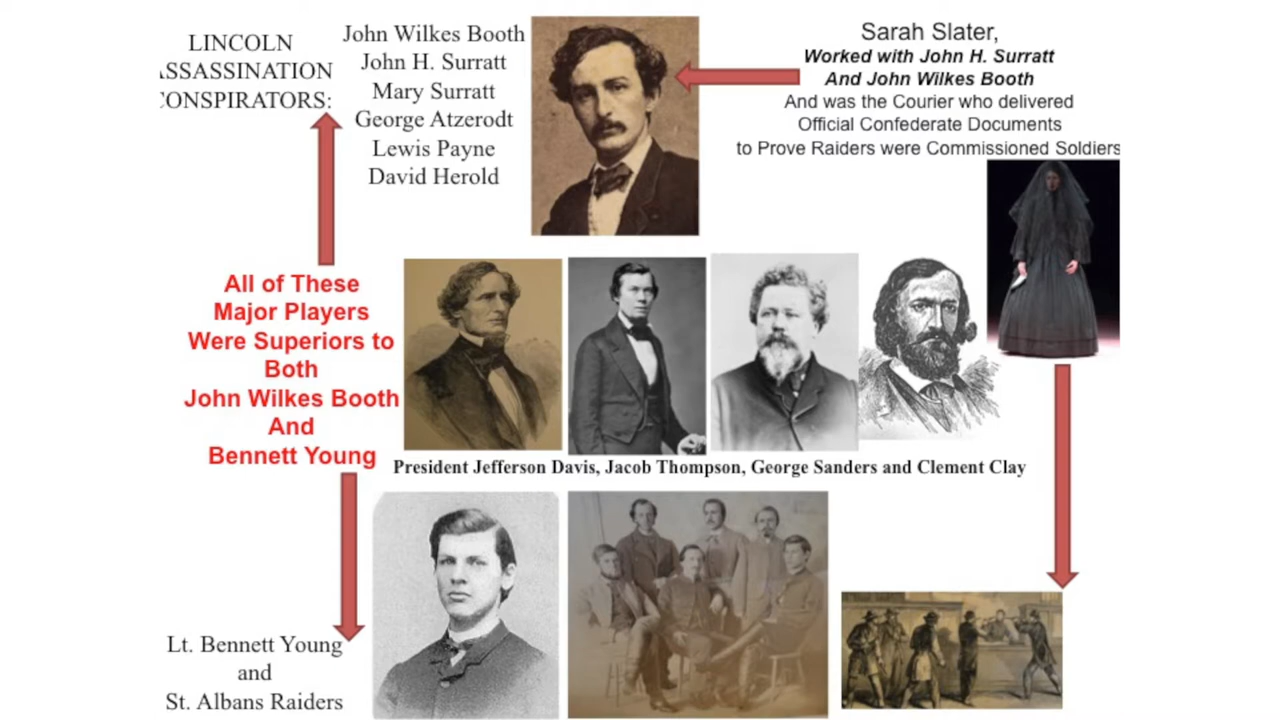 LINCOLN
ASSASSINATION
CONSPIRATORS:
John Wilkes Booth
John H. Surratt
Mary Surratt
George Atzerodt
Lewis Payne
David Herold
Sarah Slater,
Worked with John H. Surratt
And John Wilkes Booth
And was the Courier who delivered
Official Confederate Documents
to Prove Raiders were Commissioned Soldiers
All of These
Major Players
Were Superiors to
Both
John Wilkes Booth
And
Bennett Young
President Jefferson Davis, Jacob Thompson, George Sanders and Clement Clay
Lt. Bennett Young
and
St. Albans Raiders